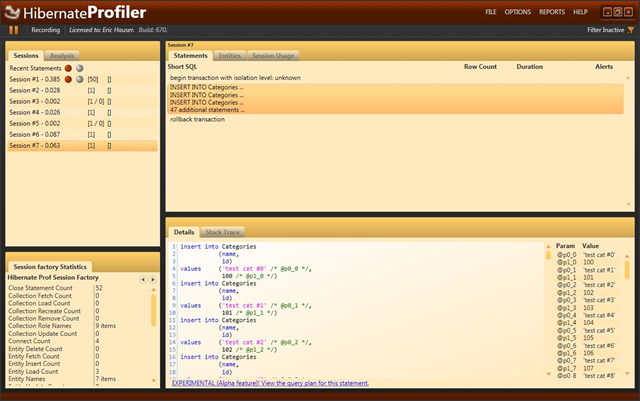 HibernateProfiler
FILE OPTIONS REPORTS HELP
Recording Licensed to: Eric Hauser. Build: 670.
Filter Inactive
Sessions Analysis
Recent Statements
Session #1 - 0.385 [50] []
Session #2 - 0.028 [1] []
Session #3 - 0.002 [1 / 0] []
Session #4 - 0.026 [1] []
Session #5 - 0.002 [1 / 0] []
Session #6 - 0.087 [1] []
Session #7 - 0.063 [1] []
Session #7
Statements Entities Session Usage
Short SQL Row Count Duration Alerts
begin transaction with isolation level: unknown
INSERT INTO Categories ...
INSERT INTO Categories ...
INSERT INTO Categories ...
47 additional statements ...
rollback transaction
Session factory Statistics
Hibernate Prof Session Factory
Close Statement Count 52
Collection Fetch Count 0
Collection Load Count 0
Collection Recreate Count 0
Collection Remove Count 0
Collection Role Names 9 items
Collection Update Count 0
Connect Count 4
Entity Delete Count 0
Entity Fetch Count 0
Entity Insert Count 0
Entity Load Count 3
Entity Names 7 items
Entity Update Count 0
Details Stack Trace
1 insert into Categories
2 (name,
3 id)
4 values ('test cat #0' /* @p0_0 */,
5 100 /* @p1_0 */)
6 insert into Categories
7 (name,
8 id)
9 values ('test cat #1' /* @p0_1 */,
10 101 /* @p1_1 */)
11 insert into Categories
12 (name,
13 id)
14 values ('test cat #2' /* @p0_2 */,
15 102 /* @p1_2 */)
16 insert into Categories
17 (name,
18 id)
EXPERIMENTAL (Alpha feature)! View the query plan for this statement.
Param Value
@p0_0 'test cat #0'
@p1_0 100
@p0_1 'test cat #1'
@p1_1 101
@p0_2 'test cat #2'
@p1_2 102
@p0_3 'test cat #3'
@p1_3 103
@p0_4 'test cat #4'
@p1_4 104
@p0_5 'test cat #5'
@p1_5 105
@p0_6 'test cat #6'
@p1_6 106
@p0_7 'test cat #7'
@p1_7 107
@p0_8 'test cat #8'